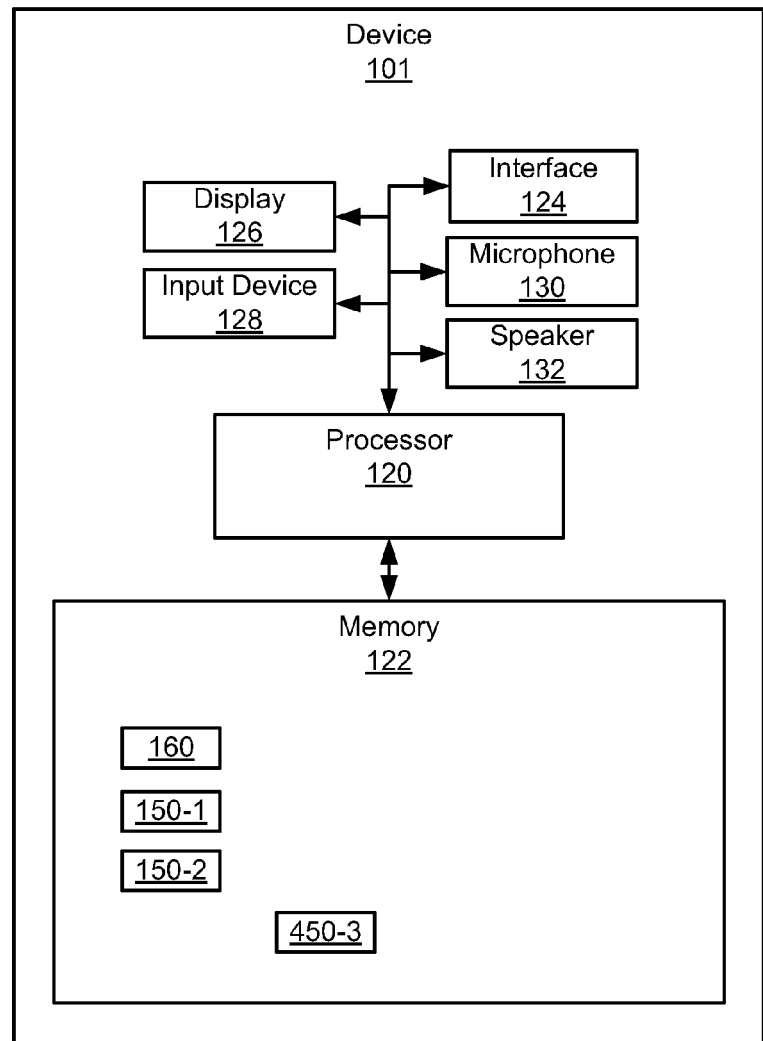 Device
101
Interface
124
Display
126
Microphone
130
Input Device
128
Speaker
132
Processor
120
Memory
122
160
150-1
150-2
450-3